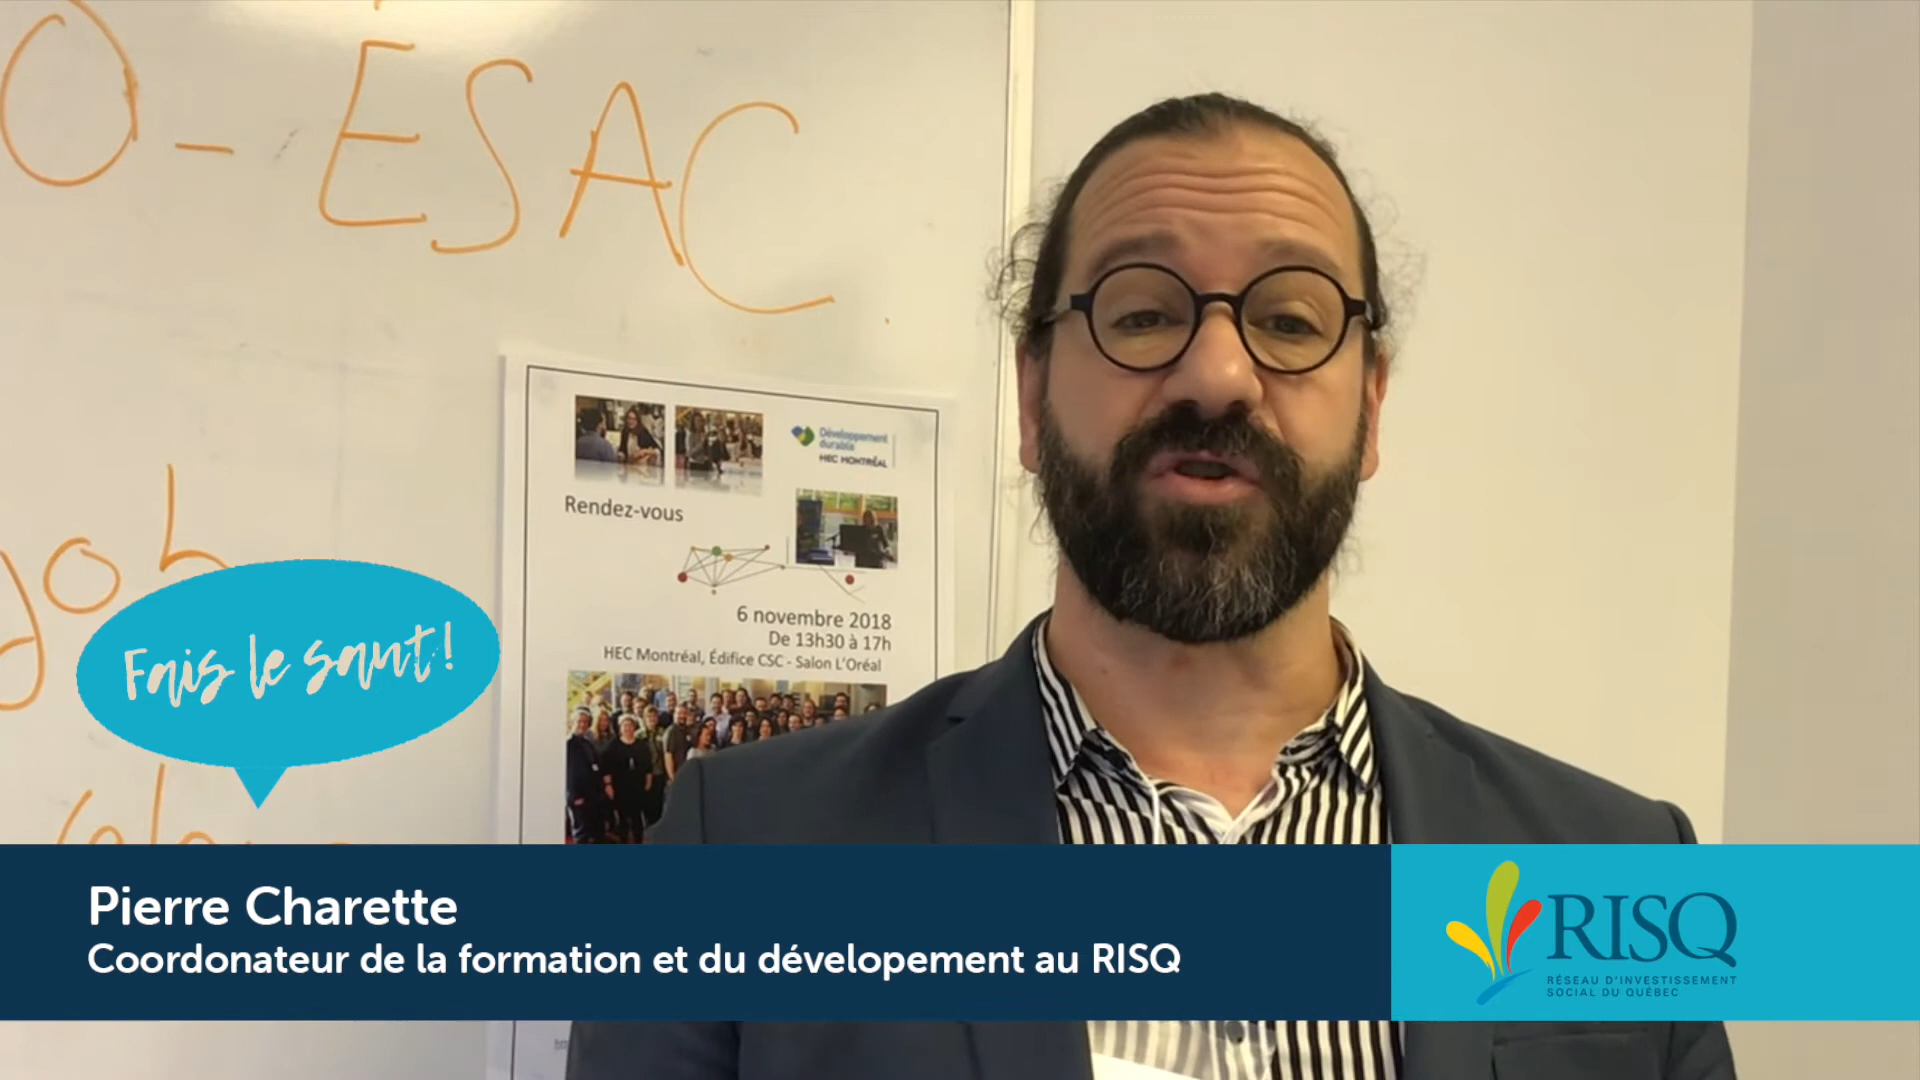 O-ESAC
Développement
durable
HEC MONTRÉAL
Rendez-vous
6 novembre 2018
De 13h30 à 17h
HEC Montréal, Édifice CSC - Salon L'Oréal
Fais le saut!
Pierre Charette
Coordonateur de la formation et du dévelopement au RISQ
RISQ
RÉSEAU D'INVESTISSEMENT
SOCIAL DU QUÉBEC